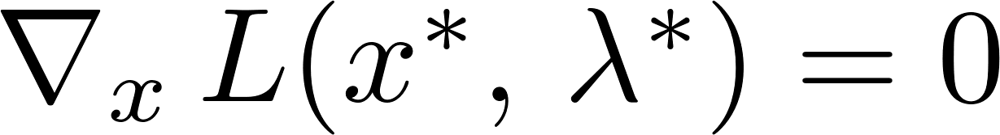 ∇ₓ L(x*, λ*) = 0